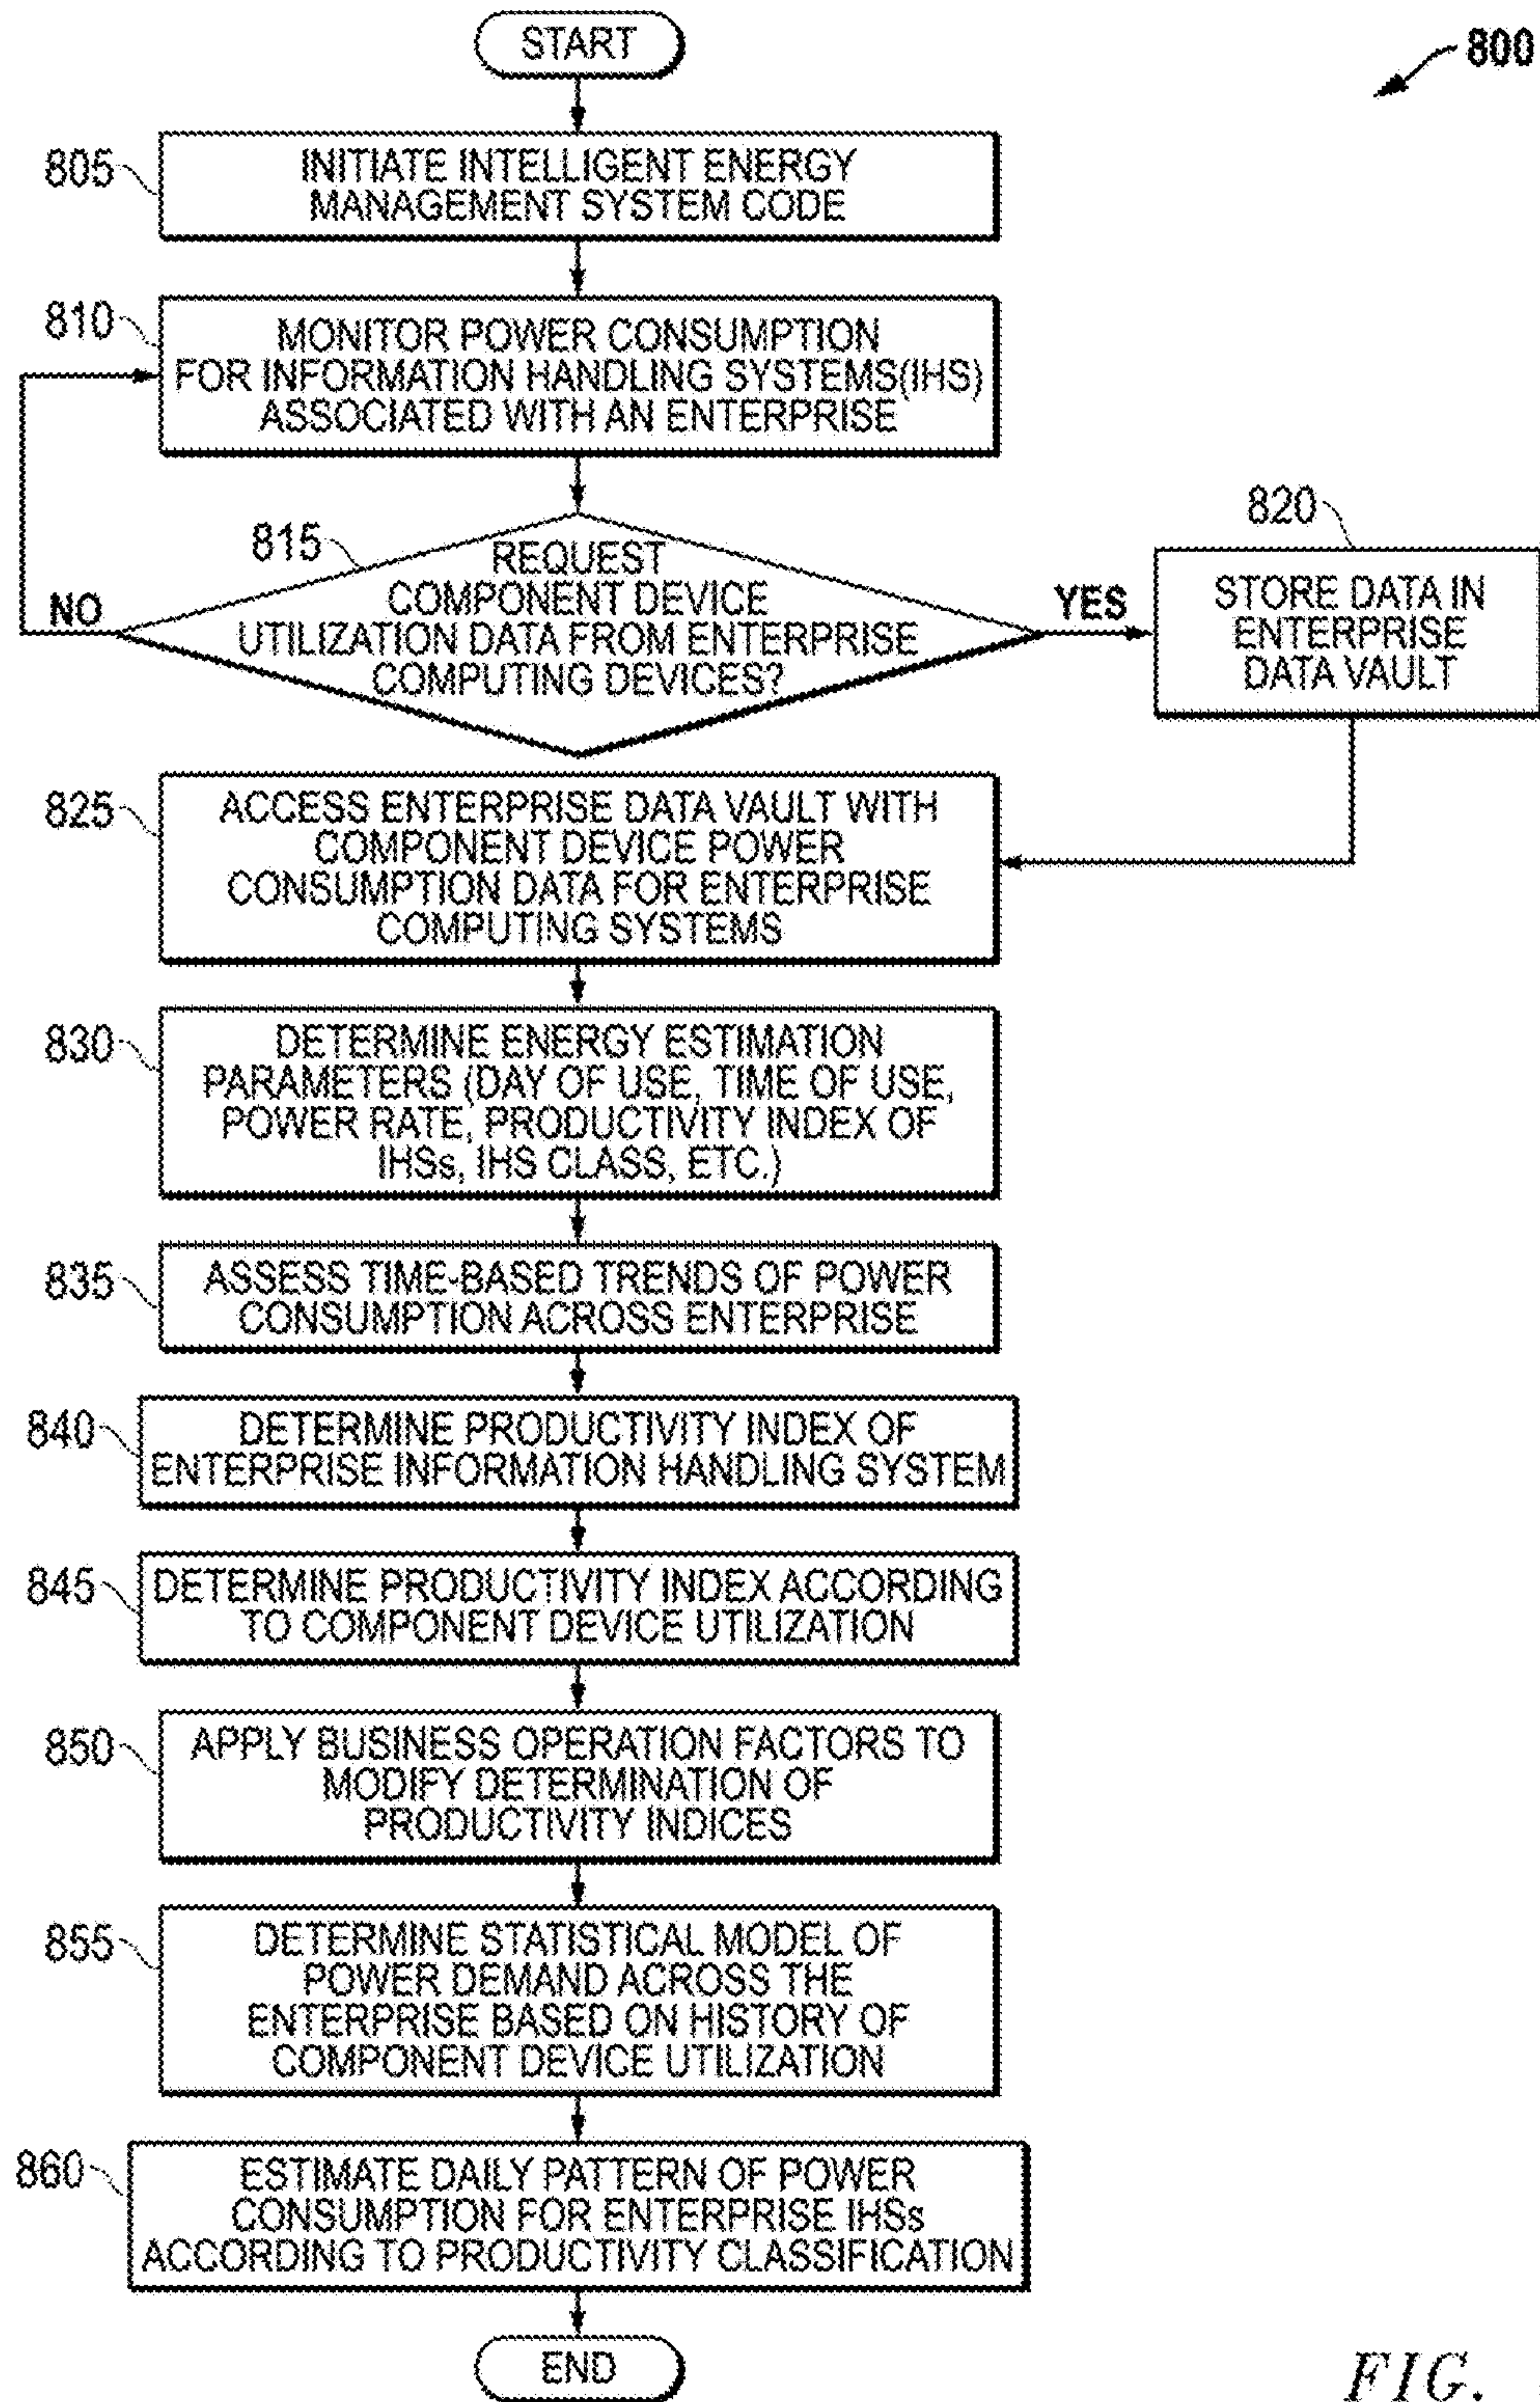 START
800
805
INITIATE INTELLIGENT ENERGY
MANAGEMENT SYSTEM CODE
810
MONITOR POWER CONSUMPTION
FOR INFORMATION HANDLING SYSTEMS(IHS)
ASSOCIATED WITH AN ENTERPRISE
815
REQUEST
COMPONENT DEVICE
UTILIZATION DATA FROM ENTERPRISE
COMPUTING DEVICES?
NO
YES
820
STORE DATA IN
ENTERPRISE
DATA VAULT
825
ACCESS ENTERPRISE DATA VAULT WITH
COMPONENT DEVICE POWER
CONSUMPTION DATA FOR ENTERPRISE
COMPUTING SYSTEMS
830
DETERMINE ENERGY ESTIMATION
PARAMETERS (DAY OF USE, TIME OF USE,
POWER RATE, PRODUCTIVITY INDEX OF
IHSs, IHS CLASS, ETC.)
835
ASSESS TIME-BASED TRENDS OF POWER
CONSUMPTION ACROSS ENTERPRISE
840
DETERMINE PRODUCTIVITY INDEX OF
ENTERPRISE INFORMATION HANDLING SYSTEM
845
DETERMINE PRODUCTIVITY INDEX ACCORDING
TO COMPONENT DEVICE UTILIZATION
850
APPLY BUSINESS OPERATION FACTORS TO
MODIFY DETERMINATION OF
PRODUCTIVITY INDICES
855
DETERMINE STATISTICAL MODEL OF
POWER DEMAND ACROSS THE
ENTERPRISE BASED ON HISTORY OF
COMPONENT DEVICE UTILIZATION
860
ESTIMATE DAILY PATTERN OF POWER
CONSUMPTION FOR ENTERPRISE IHSs
ACCORDING TO PRODUCTIVITY CLASSIFICATION
END
FIG.